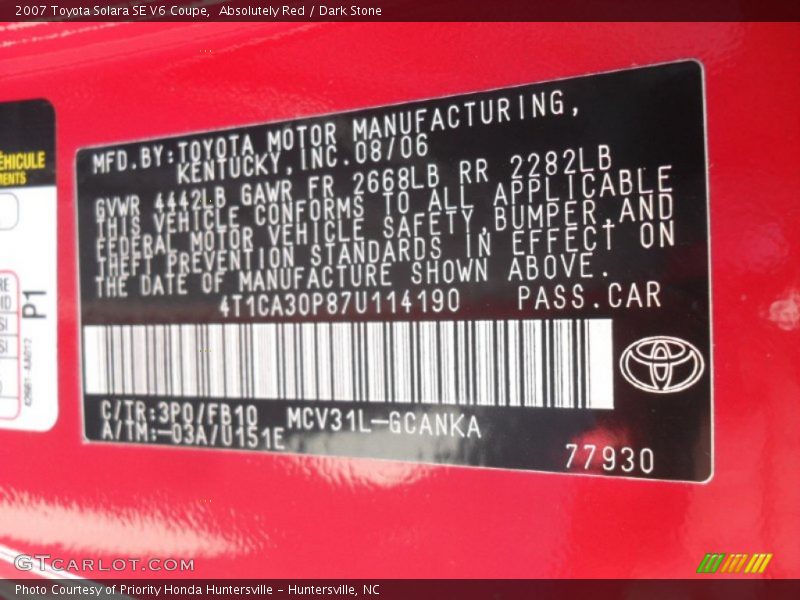 2007 Toyota Solara SE V6 Coupe, Absolutely Red / Dark Stone
ÉHICULE
MENTS
P1
MFD.BY:TOYOTA MOTOR MANUFACTURING,
KENTUCKY,INC.08/06
GVWR 4442LB GAWR FR 2668LB RR 2282LB
THIS VEHICLE CONFORMS TO ALL APPLICABLE
FEDERAL MOTOR VEHICLE SAFETY,BUMPER,AND
THEFT PREVENTION STANDARDS IN EFFECT ON
THE DATE OF MANUFACTURE SHOWN ABOVE.
4T1CA30P87U114190 PASS.CAR
C/TR:3P0/FB10 MCV31L-GCANKA
A/TM:-03A/U151E
77930
GTCARLOT.COM
Photo Courtesy of Priority Honda Huntersville - Huntersville, NC